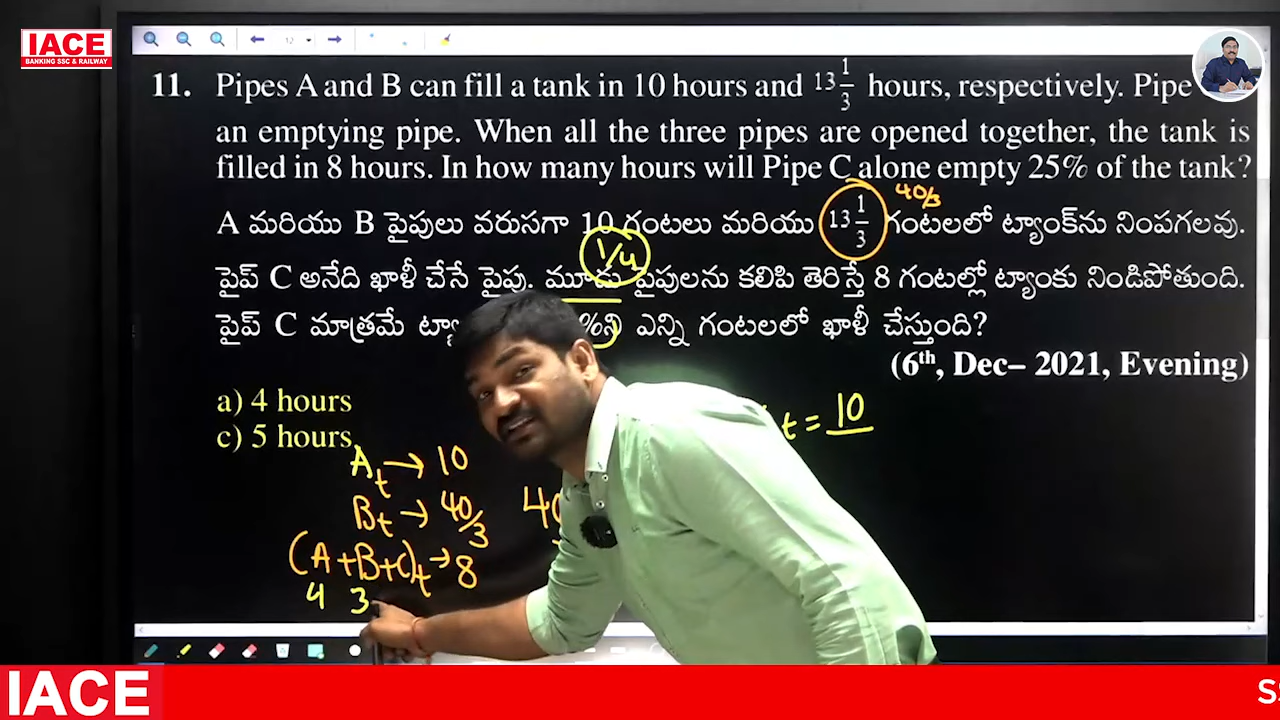 IACE
BANKING SSC & RAILWAY
12
11. Pipes A and B can fill a tank in 10 hours and 13 1/3 hours, respectively. Pipe
an emptying pipe. When all the three pipes are opened together, the tank is
filled in 8 hours. In how many hours will Pipe C alone empty 25% of the tank?
40/3
A మరియు B పైపులు వరుసగా 10 గంటలు మరియు 13 1/3 గంటలలో ట్యాంక్‌ను నింపగలవు.
1/4
పైప్ C అనేది ఖాళీ చేసే పైపు. మూడు పైపులను కలిపి తెరిస్తే 8 గంటల్లో ట్యాంకు నిండిపోతుంది.
పైప్ C మాత్రమే ట్యా %ని ఎన్ని గంటలలో ఖాళీ చేస్తుంది?
(6th, Dec– 2021, Evening)
a) 4 hours
t = 10
c) 5 hours
At → 10
Bt → 40/3
40
(A+B+C)t → 8
4 3
IACE